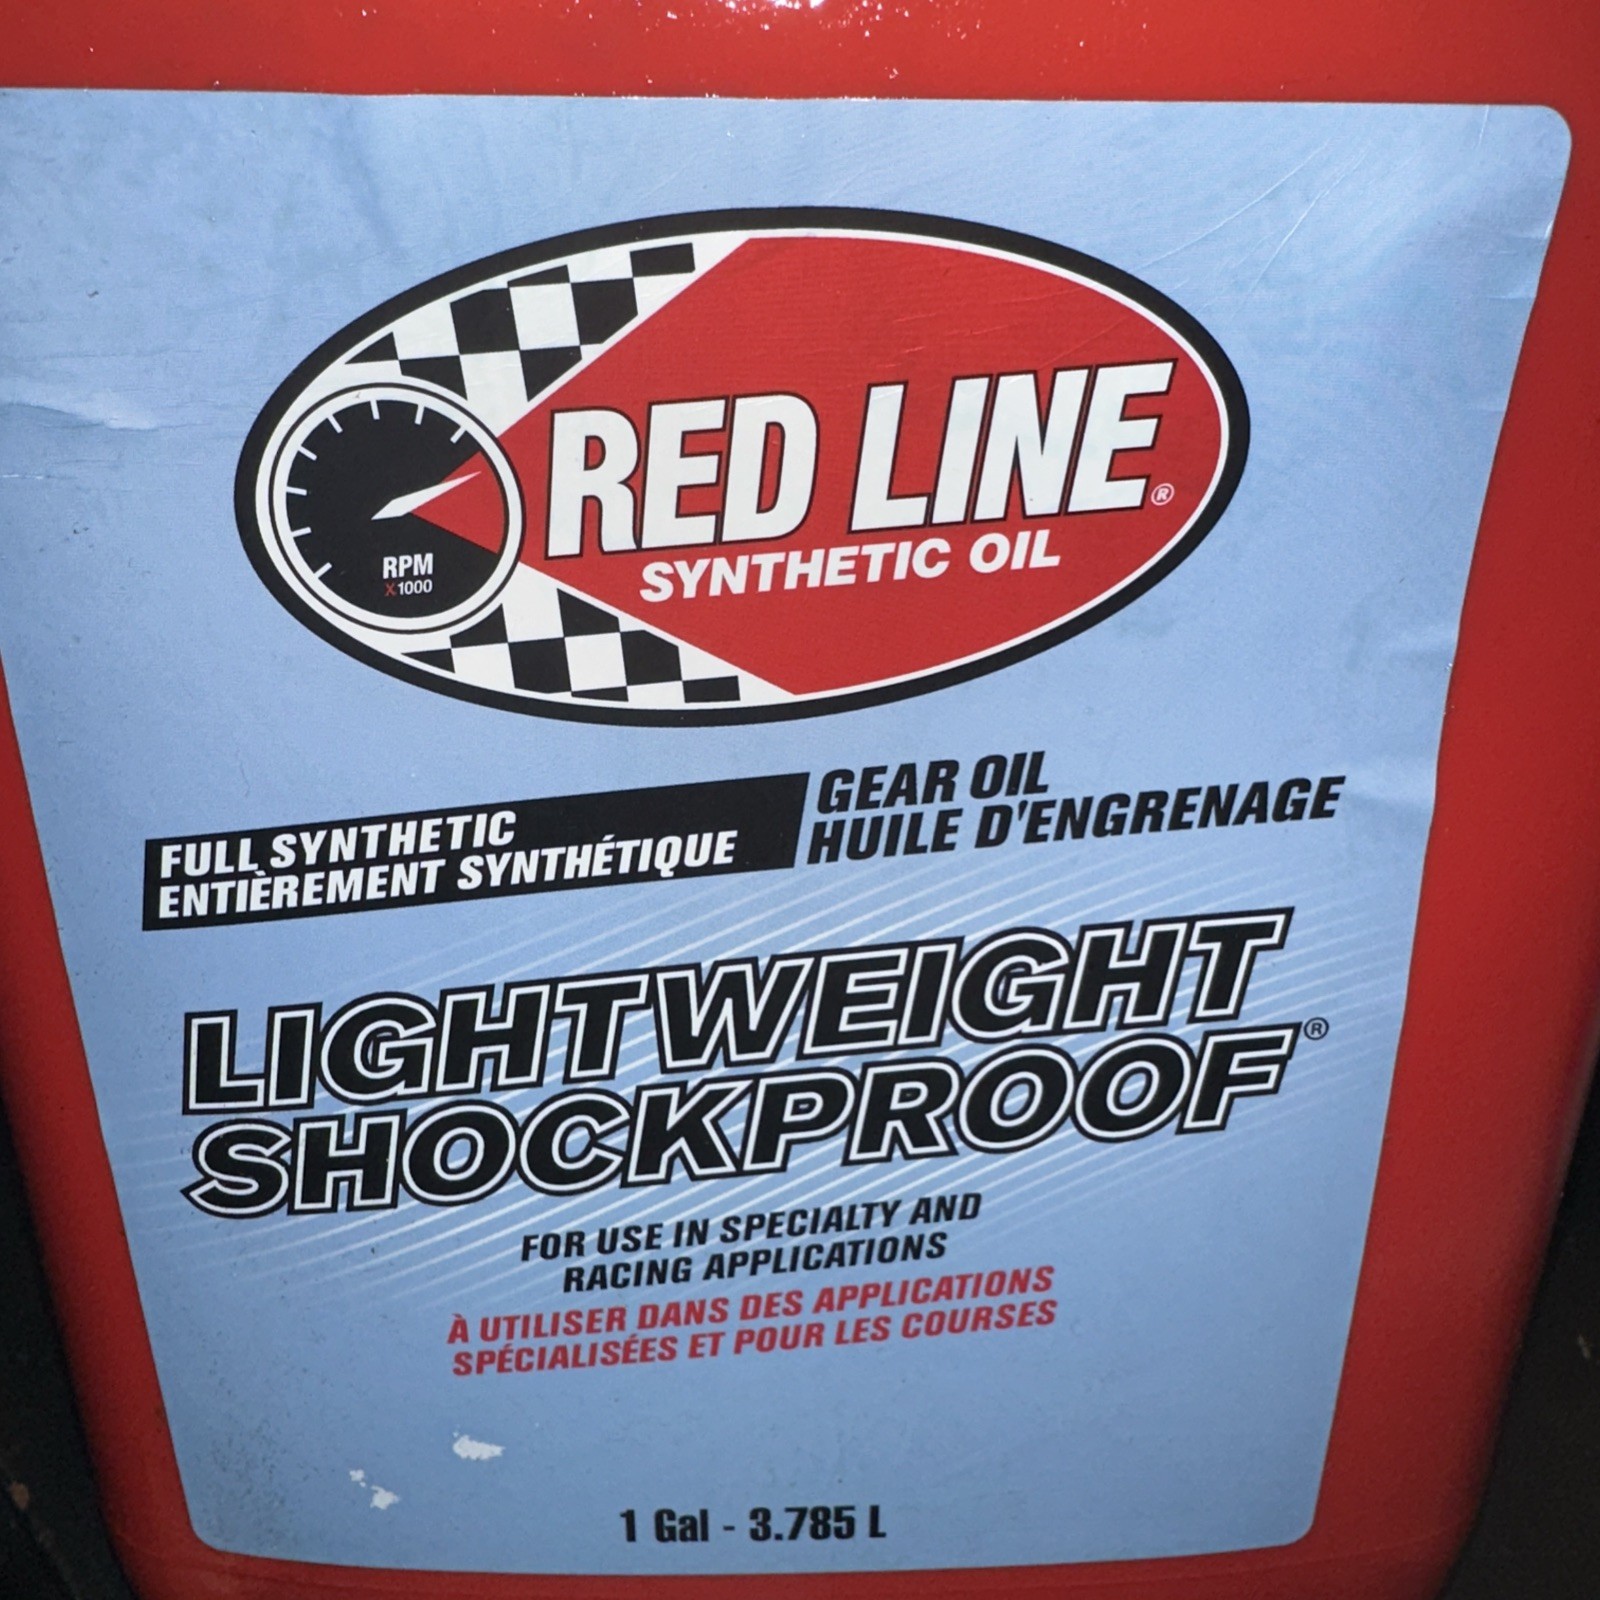 RED LINE®
SYNTHETIC OIL
RPM
X1000
FULL SYNTHETIC
ENTIÈREMENT SYNTHÉTIQUE
GEAR OIL
HUILE D'ENGRENAGE
LIGHTWEIGHT
SHOCKPROOF®
FOR USE IN SPECIALTY AND
RACING APPLICATIONS
À UTILISER DANS DES APPLICATIONS
SPÉCIALISÉES ET POUR LES COURSES
1 Gal - 3.785 L